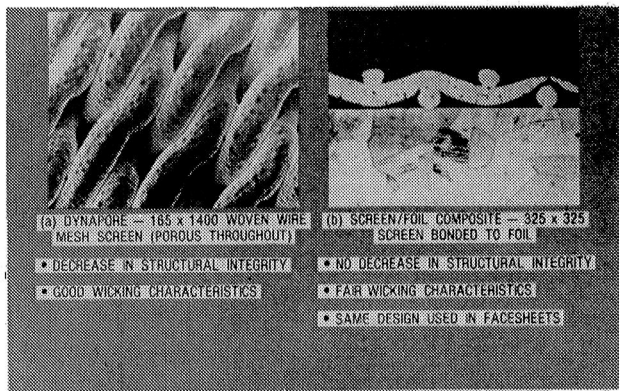 (a) DYNAPORE — 165 x 1400 WOVEN WIRE
MESH SCREEN (POROUS THROUGHOUT)
• DECREASE IN STRUCTURAL INTEGRITY
• GOOD WICKING CHARACTERISTICS
(b) SCREEN/FOIL COMPOSITE — 325 x 325
SCREEN BONDED TO FOIL
• NO DECREASE IN STRUCTURAL INTEGRITY
• FAIR WICKING CHARACTERISTICS
• SAME DESIGN USED IN FACESHEETS